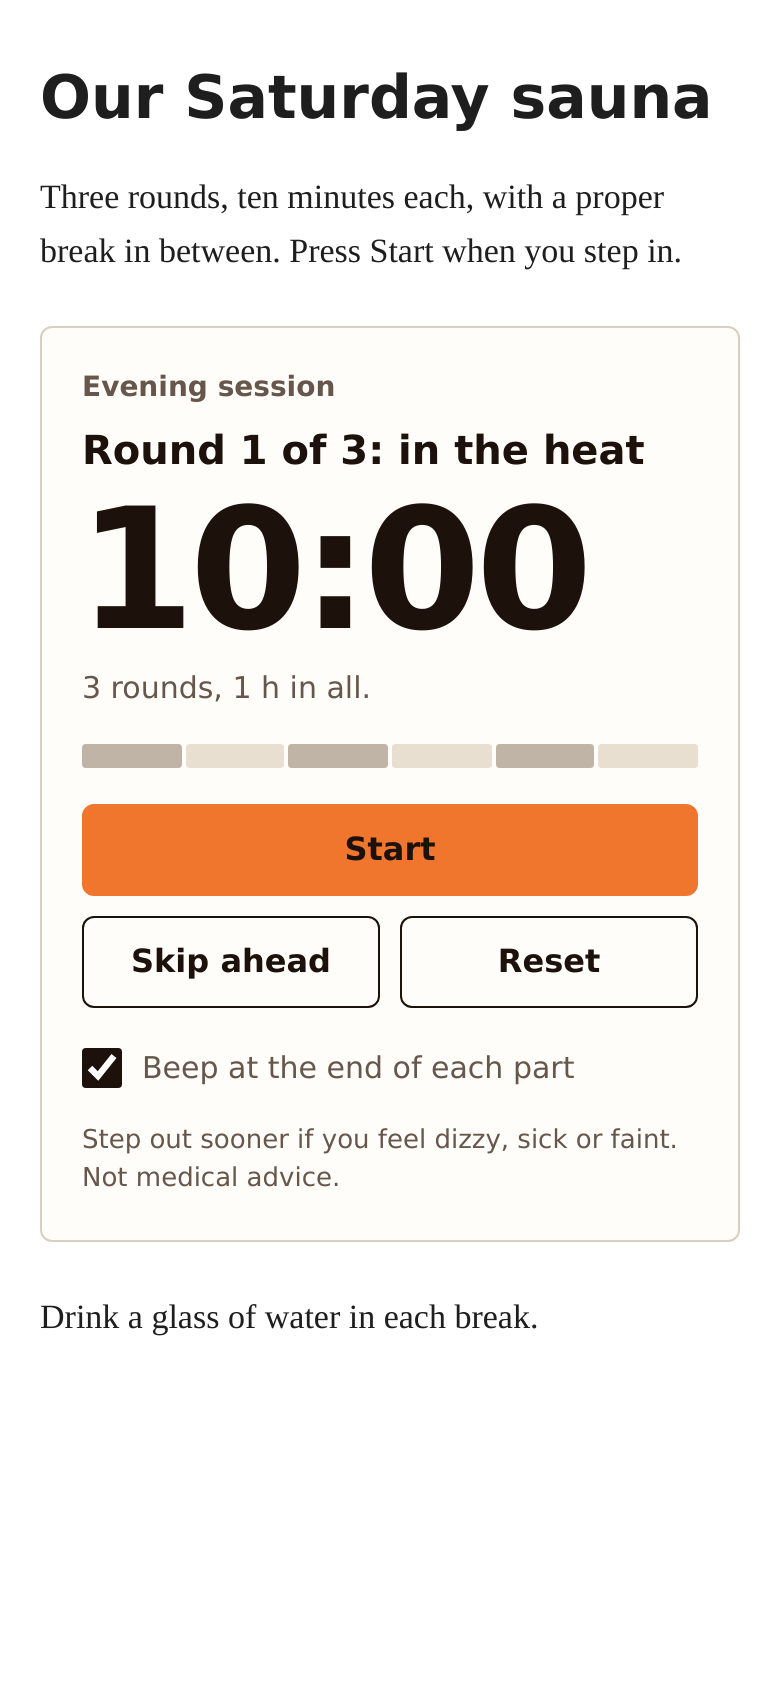 Our Saturday sauna
Three rounds, ten minutes each, with a proper
break in between. Press Start when you step in.
Evening session
Round 1 of 3: in the heat
10:00
3 rounds, 1 h in all.
Start
Skip ahead
Reset
Beep at the end of each part
Step out sooner if you feel dizzy, sick or faint.
Not medical advice.
Drink a glass of water in each break.